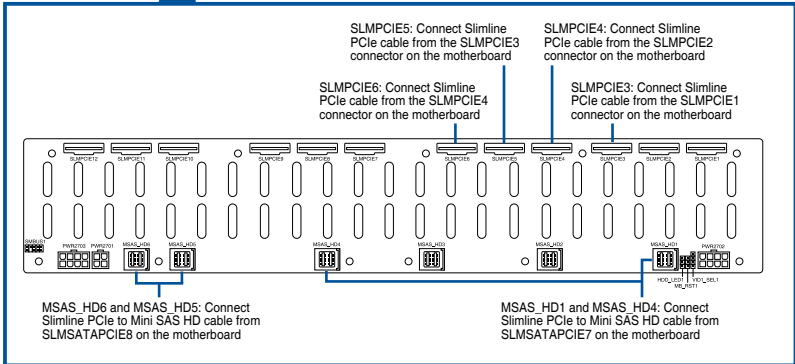 SLMPCIE5: Connect Slimline
PCIe cable from the SLMPCIE3
connector on the motherboard
SLMPCIE4: Connect Slimline
PCIe cable from the SLMPCIE2
connector on the motherboard
SLMPCIE6: Connect Slimline
PCIe cable from the SLMPCIE4
connector on the motherboard
SLMPCIE3: Connect Slimline
PCIe cable from the SLMPCIE1
connector on the motherboard
SLMPCIE12
SLMPCIE11
SLMPCIE10
SLMPCIE9
SLMPCIE8
SLMPCIE7
SLMPCIE6
SLMPCIE5
SLMPCIE4
SLMPCIE3
SLMPCIE2
SLMPCIE1
SMBUS1
PWR2703
PWR2701
MSAS_HD6
MSAS_HD5
MSAS_HD4
MSAS_HD3
MSAS_HD2
MSAS_HD1
PWR2702
HDD_LED1
VID1_SEL1
MB_RST1
MSAS_HD6 and MSAS_HD5: Connect
Slimline PCIe to Mini SAS HD cable from
SLMSATAPCIE8 on the motherboard
MSAS_HD1 and MSAS_HD4: Connect
Slimline PCIe to Mini SAS HD cable from
SLMSATAPCIE7 on the motherboard